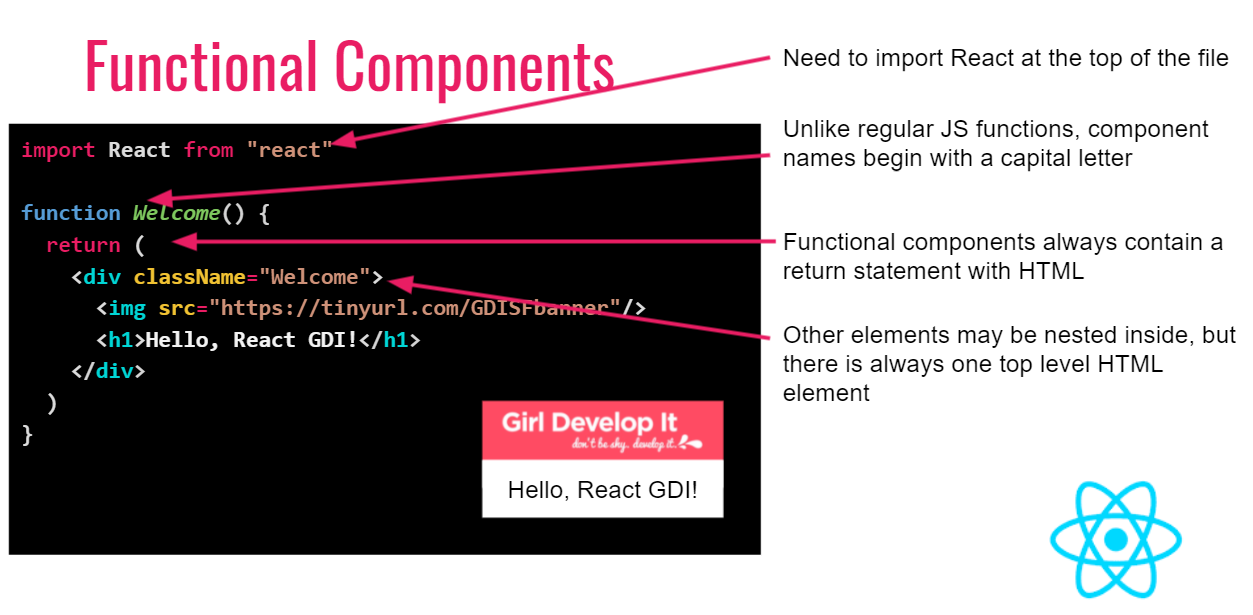 Functional Components
import React from "react"
function Welcome() {
return (
<div className="Welcome">
<img src="https://tinyurl.com/GDISFbanner"/>
<h1>Hello, React GDI!</h1>
</div>
)
}
Girl Develop It
don't be shy. develop it.
Hello, React GDI!
Need to import React at the top of the file
Unlike regular JS functions, component
names begin with a capital letter
Functional components always contain a
return statement with HTML
Other elements may be nested inside, but
there is always one top level HTML
element